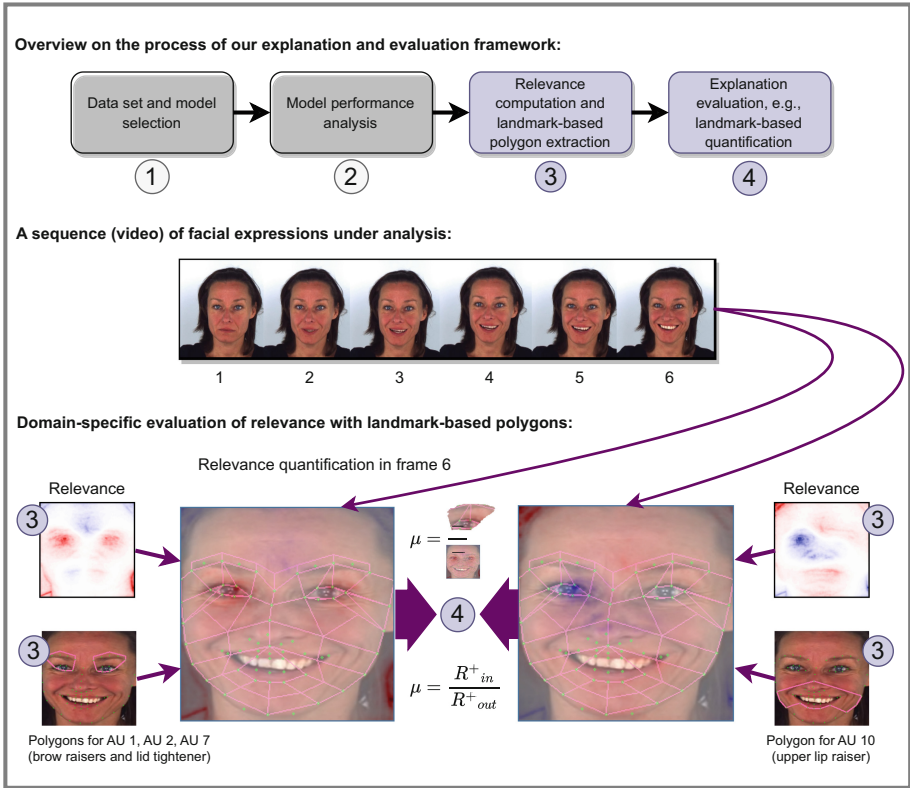 Overview on the process of our explanation and evaluation framework:
Data set and model
selection
Model performance
analysis
Relevance
computation and
landmark-based
polygon extraction
Explanation
evaluation, e.g.,
landmark-based
quantification
1
2
3
4
A sequence (video) of facial expressions under analysis:
1
2
3
4
5
6
Domain-specific evaluation of relevance with landmark-based polygons:
Relevance quantification in frame 6
Relevance
3
3
Polygons for AU 1, AU 2, AU 7
(brow raisers and lid tightener)
μ =
4
μ = R⁺ᵢₙ / R⁺ₒᵤₜ
Relevance
3
3
Polygon for AU 10
(upper lip raiser)